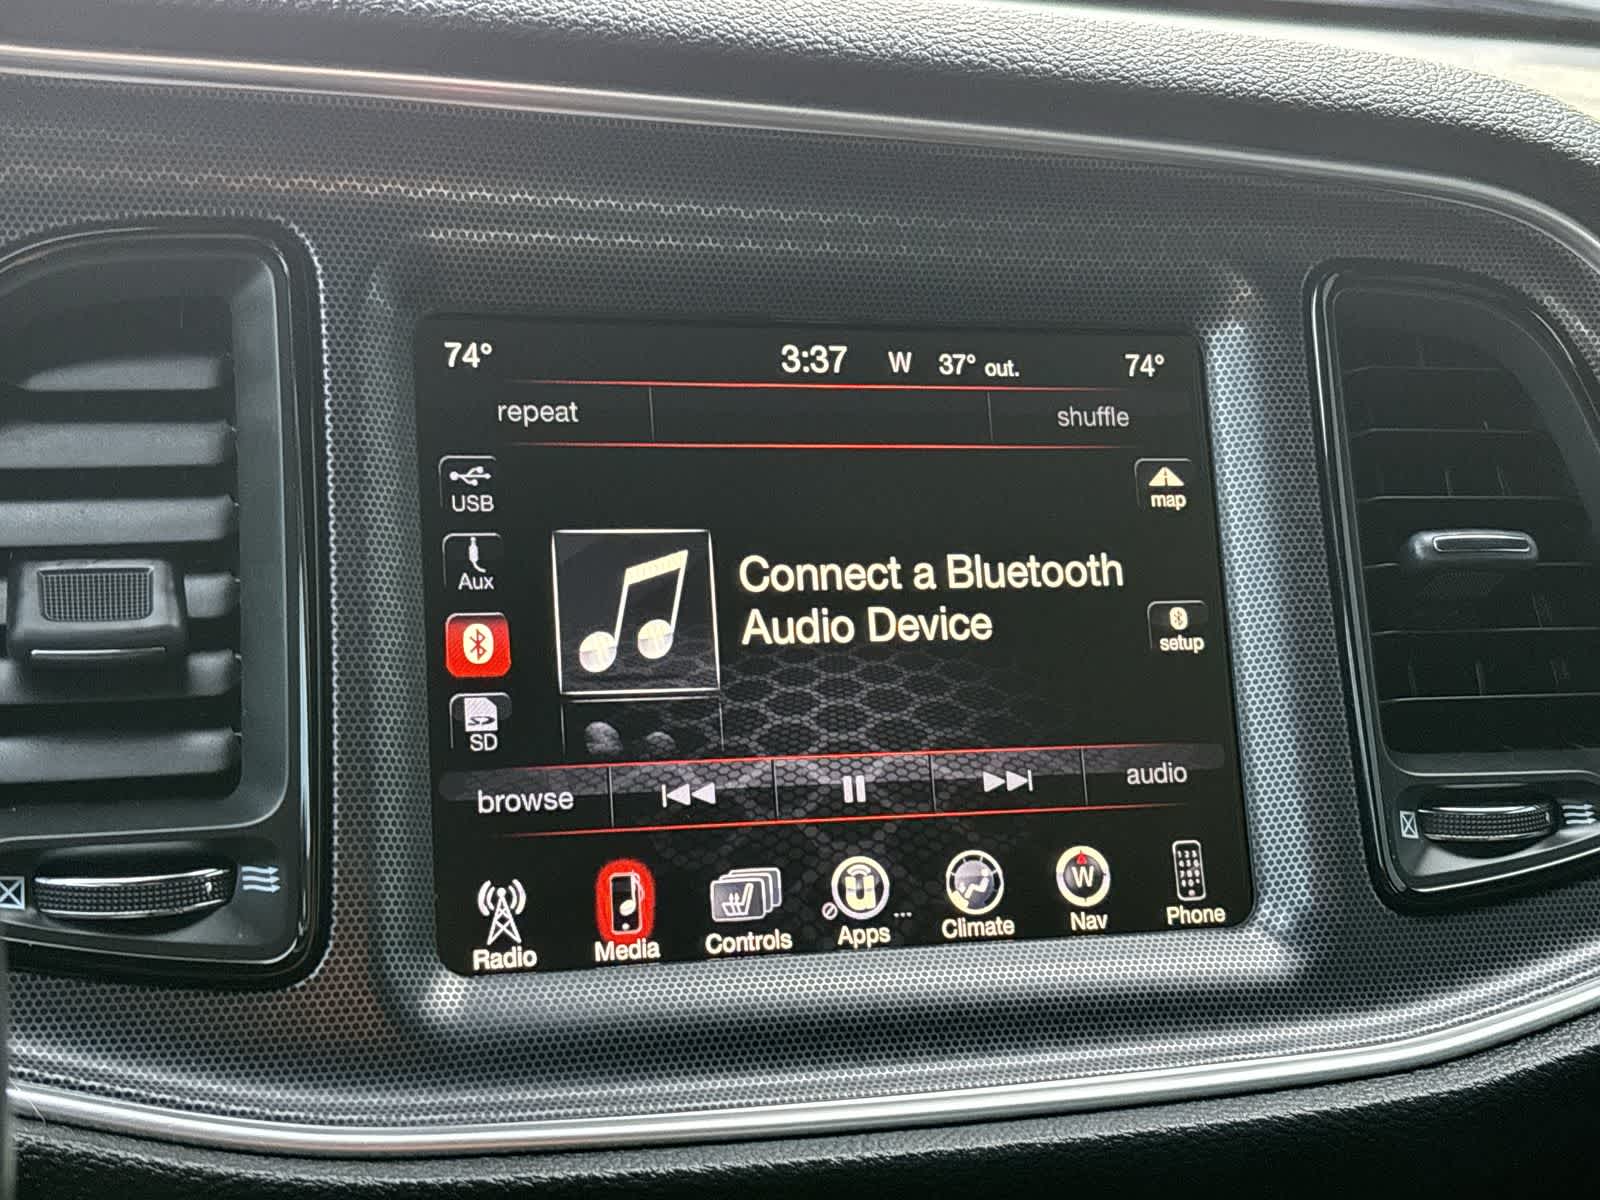 74° 3:37 W 37° out. 74°
repeat shuffle
USB
map
Aux
Connect a Bluetooth
Audio Device
setup
SD
browse audio
Radio Media Controls Apps ... Climate W Nav Phone